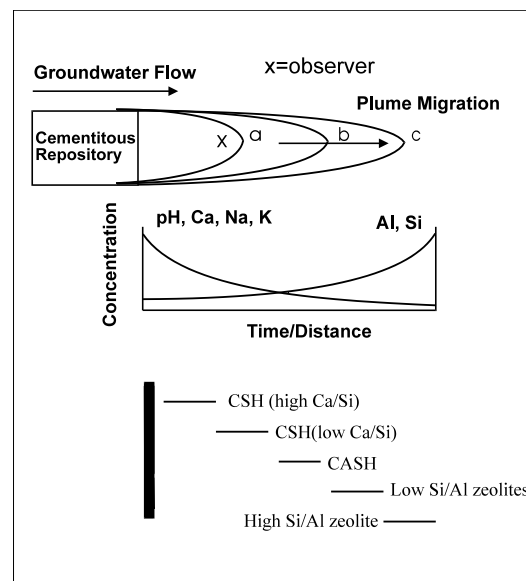 Groundwater Flow
x=observer
Plume Migration
Cementitous
Repository
x
a
b
c
pH, Ca, Na, K
Al, Si
Concentration
Time/Distance
CSH (high Ca/Si)
CSH(low Ca/Si)
CASH
Low Si/Al zeolites
High Si/Al zeolite